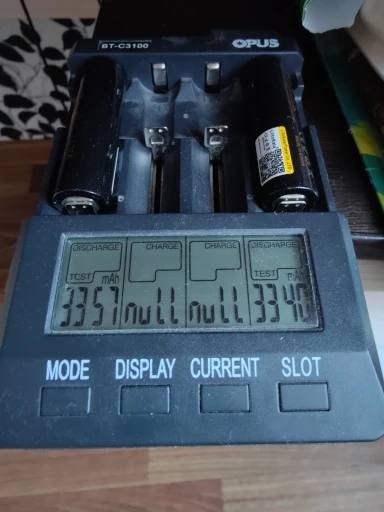 BT-C3100 OPUS
DISCHARGE CHARGE CHARGE DISCHARGE
TEST mAh TEST mAh
3357 null null 3340
MODE DISPLAY CURRENT SLOT